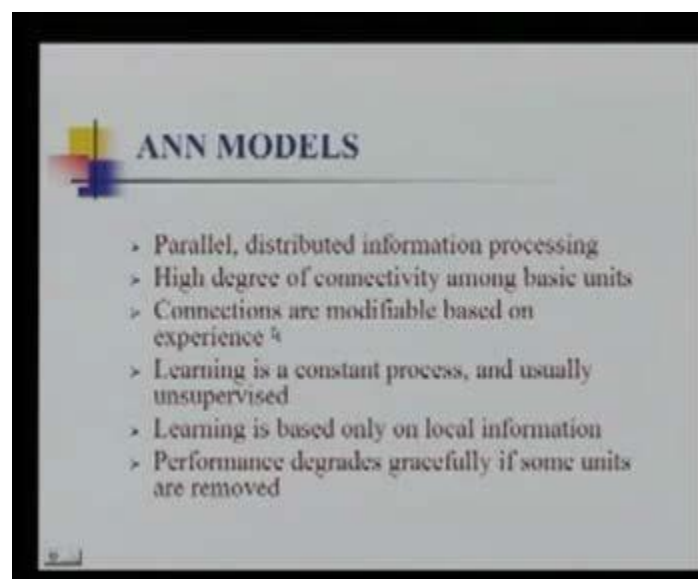 ANN MODELS
Parallel, distributed information processing
High degree of connectivity among basic units
Connections are modifiable based on
experience
Learning is a constant process, and usually
unsupervised
Learning is based only on local information
Performance degrades gracefully if some units
are removed